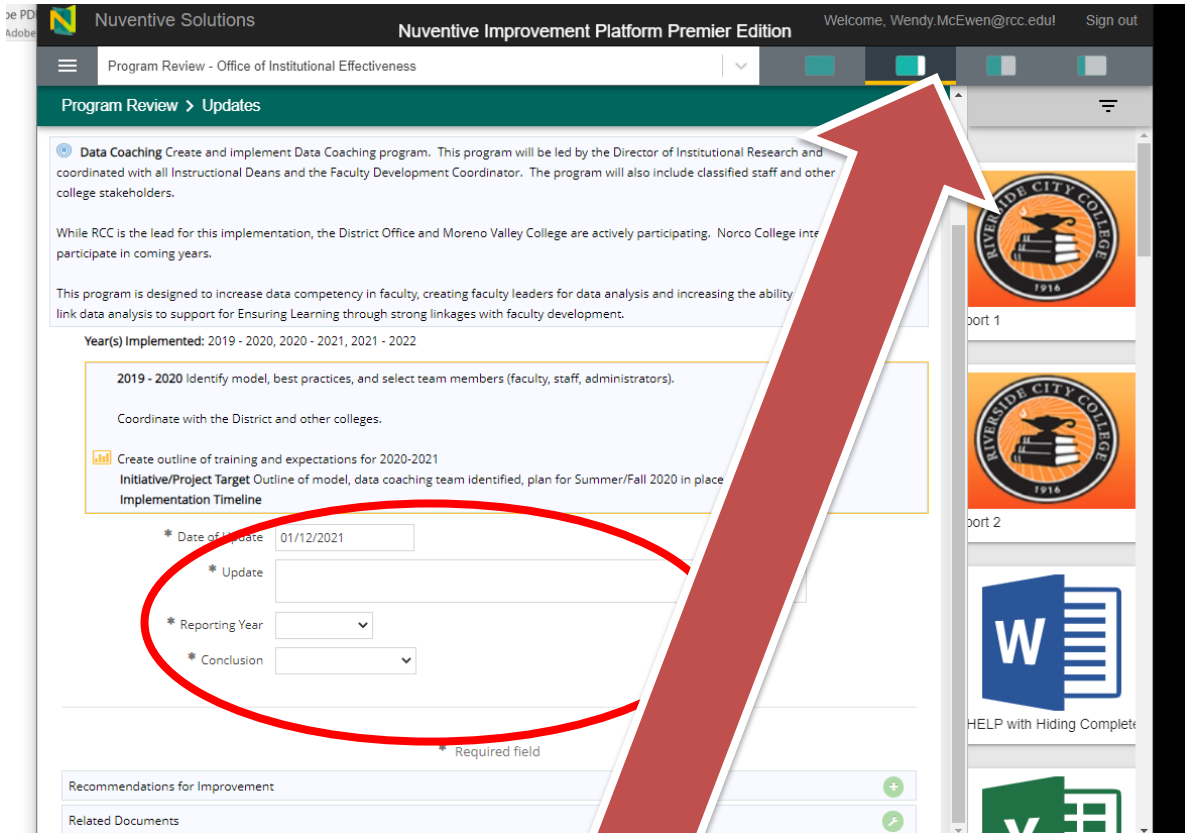 be PD
Adobe
Nuventive Solutions
Nuventive Improvement Platform Premier Edition
Welcome, Wendy.McEwen@rcc.edu!
Sign out
Program Review - Office of Institutional Effectiveness
Program Review > Updates
Data Coaching Create and implement Data Coaching program. This program will be led by the Director of Institutional Research and
coordinated with all Instructional Deans and the Faculty Development Coordinator. The program will also include classified staff and other
college stakeholders.
While RCC is the lead for this implementation, the District Office and Moreno Valley College are actively participating. Norco College
participate in coming years.
This program is designed to increase data competency in faculty, creating faculty leaders for data analysis and increasing the ability
link data analysis to support for Ensuring Learning through strong linkages with faculty development.
Year(s) Implemented: 2019 - 2020, 2020 - 2021, 2021 - 2022
2019 - 2020 Identify model, best practices, and select team members (faculty, staff, administrators).
Coordinate with the District and other colleges.
Create outline of training and expectations for 2020-2021
Initiative/Project Target Outline of model, data coaching team identified, plan for Summer/Fall 2020 in place
Implementation Timeline
* Date of Update 01/12/2021
* Update
* Reporting Year
* Conclusion
* Required field
Recommendations for Improvement
Related Documents
RIVERSIDE CITY COLLEGE
1916
port 1
RIVERSIDE CITY COLLEGE
1916
port 2
W
HELP with Hiding Complete
X